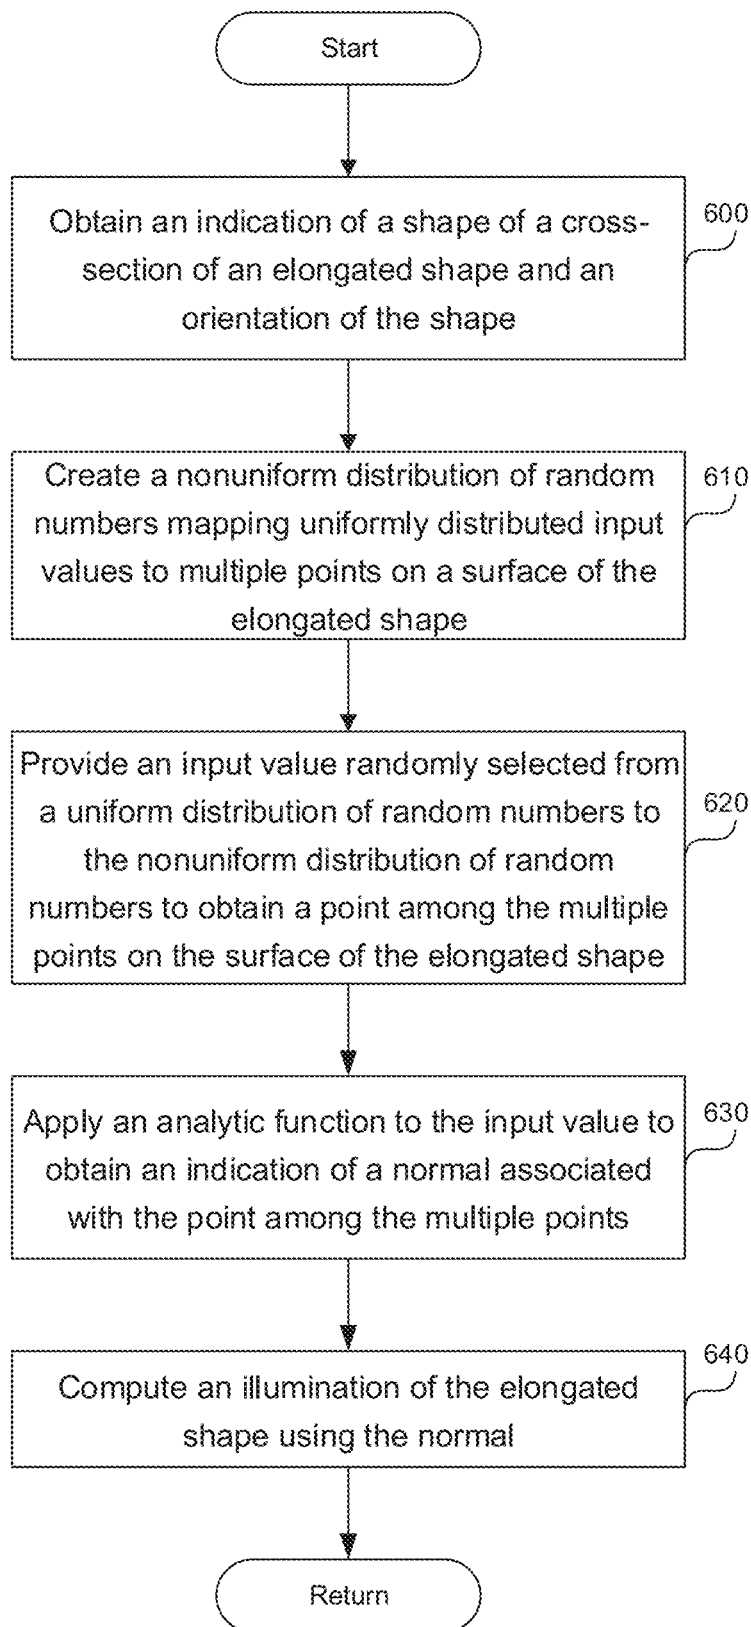 Start
600
Obtain an indication of a shape of a cross-
section of an elongated shape and an
orientation of the shape
610
Create a nonuniform distribution of random
numbers mapping uniformly distributed input
values to multiple points on a surface of the
elongated shape
620
Provide an input value randomly selected from
a uniform distribution of random numbers to
the nonuniform distribution of random
numbers to obtain a point among the multiple
points on the surface of the elongated shape
630
Apply an analytic function to the input value to
obtain an indication of a normal associated
with the point among the multiple points
640
Compute an illumination of the elongated
shape using the normal
Return